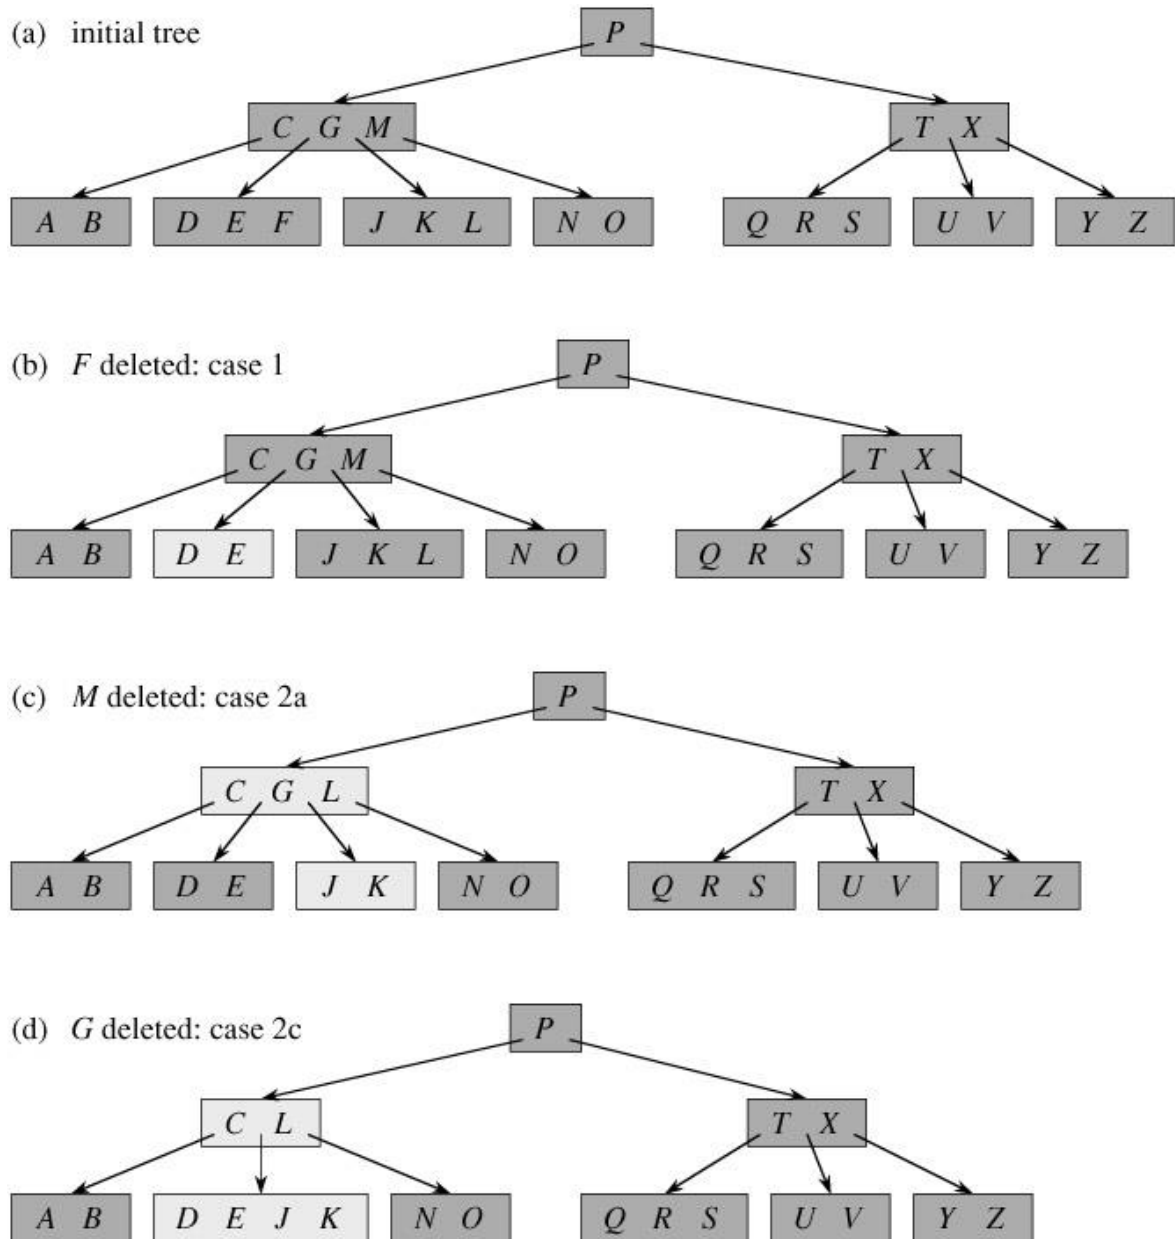 (a) initial tree
P
C G M T X
A B D E F J K L N O Q R S U V Y Z
(b) F deleted: case 1
P
C G M T X
A B D E J K L N O Q R S U V Y Z
(c) M deleted: case 2a
P
C G L T X
A B D E J K N O Q R S U V Y Z
(d) G deleted: case 2c
P
C L T X
A B D E J K N O Q R S U V Y Z